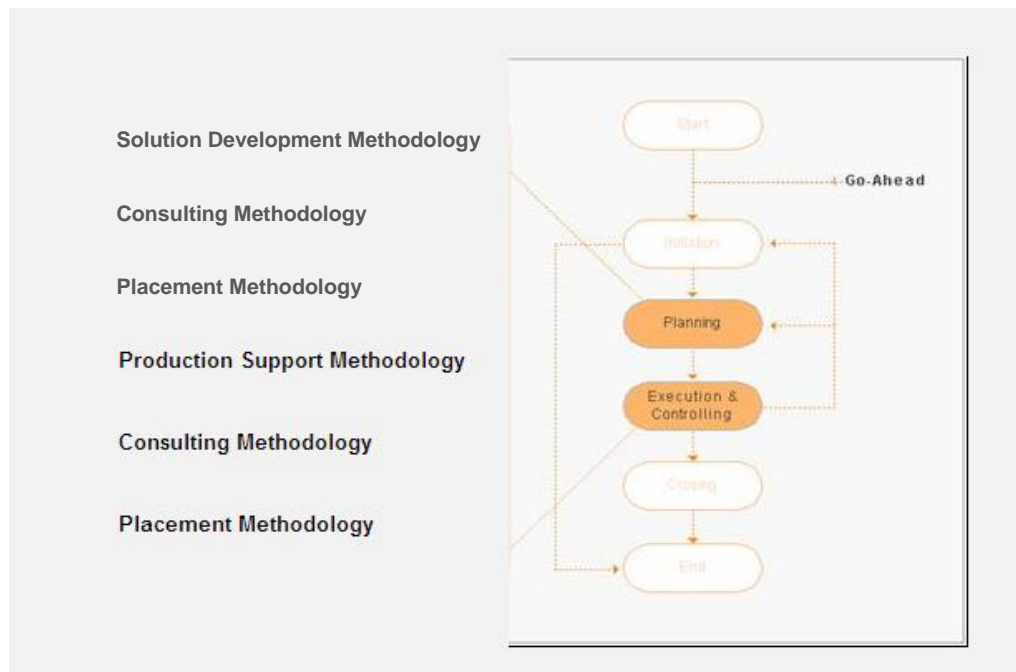 Solution Development Methodology
Consulting Methodology
Placement Methodology
Production Support Methodology
Consulting Methodology
Placement Methodology
Start
Go-Ahead
Initiation
Planning
Execution &
Controlling
Closing
End